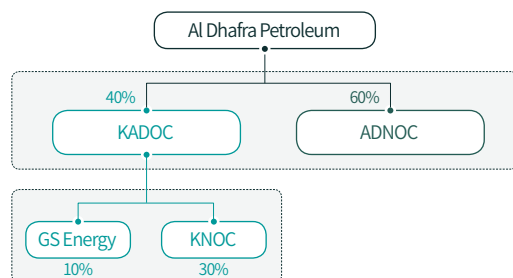 Al Dhafra Petroleum
40%
60%
KADOC
ADNOC
GS Energy
KNOC
10%
30%